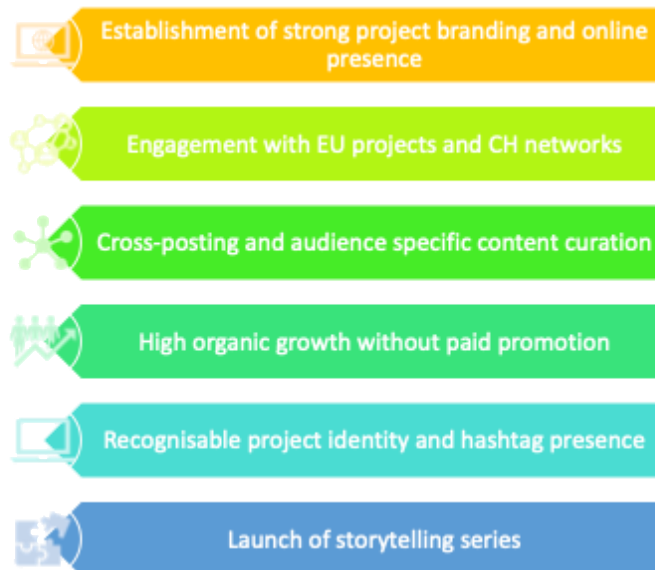 Establishment of strong project branding and online
presence
Engagement with EU projects and CH networks
Cross-posting and audience specific content curation
High organic growth without paid promotion
Recognisable project identity and hashtag presence
Launch of storytelling series